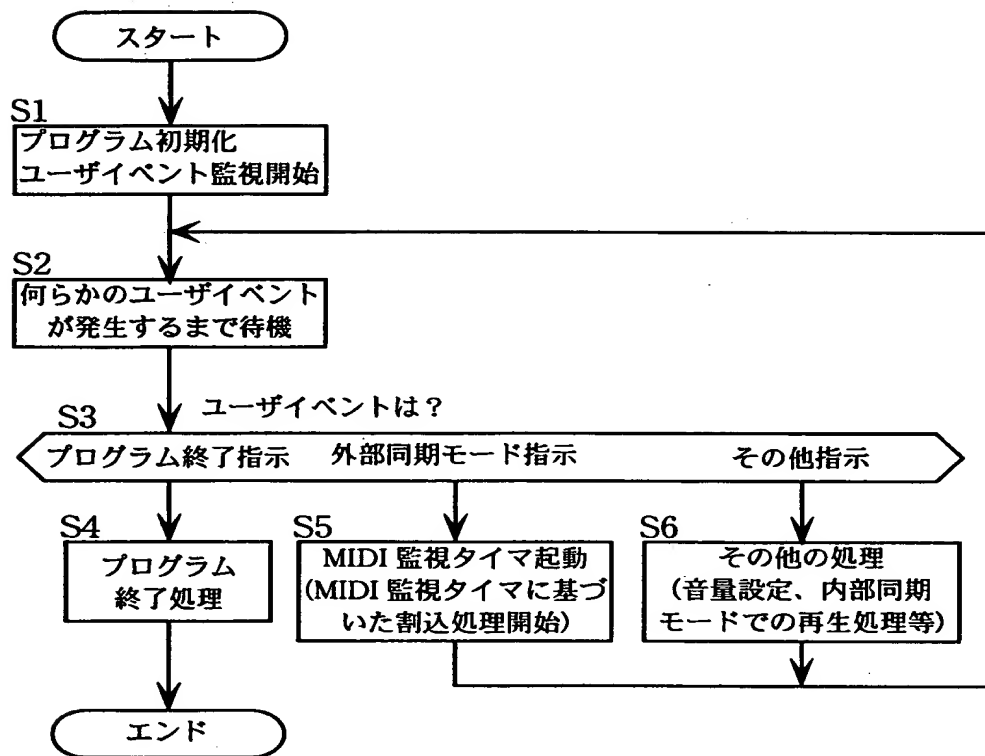 スタート
S1
プログラム初期化
ユーザイベント監視開始
S2
何らかのユーザイベント
が発生するまで待機
ユーザイベントは？
S3
プログラム終了指示
外部同期モード指示
その他指示
S4
プログラム
終了処理
S5
MIDI 監視タイマ起動
(MIDI 監視タイマに基づ
いた割込処理開始)
S6
その他の処理
(音量設定、内部同期
モードでの再生処理等)
エンド